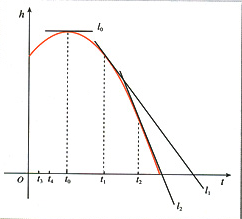 h
l₀
O
t₃ t₄ t₀ t₁ t₂ t
l₁
l₂